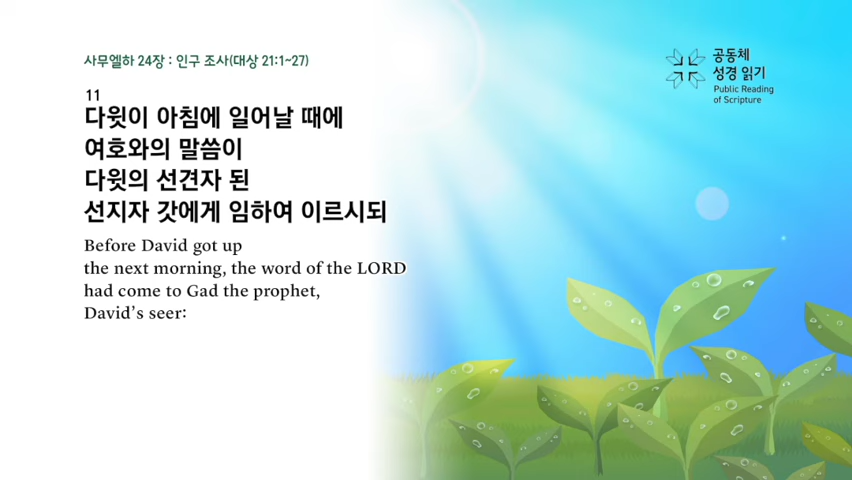 사무엘하 24장 : 인구 조사(대상 21:1~27)
공동체
성경 읽기
Public Reading
of Scripture
11
다윗이 아침에 일어날 때에
여호와의 말씀이
다윗의 선견자 된
선지자 갓에게 임하여 이르시되
Before David got up
the next morning, the word of the LORD
had come to Gad the prophet,
David's seer: